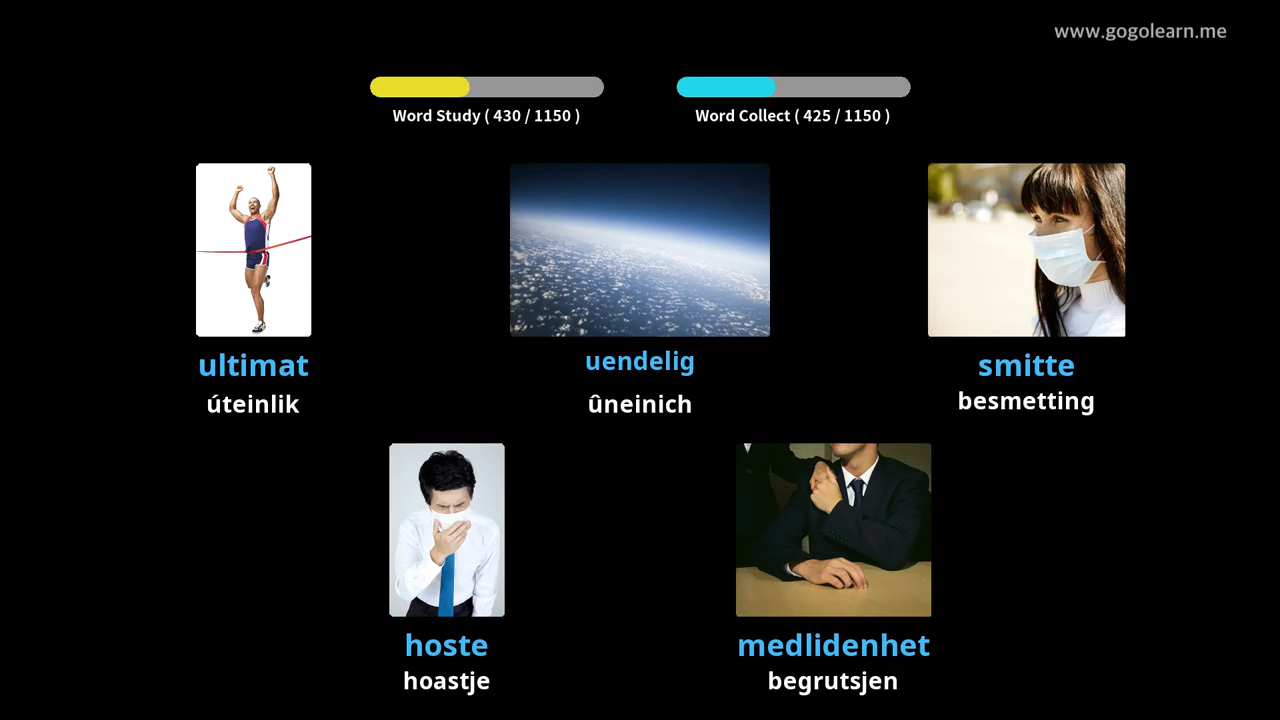 www.gogolearn.me
Word Study ( 430 / 1150 )
Word Collect ( 425 / 1150 )
ultimat
úteinlik
uendelig
ûneinich
smitte
besmetting
hoste
hoastje
medlidenhet
begrutsjen